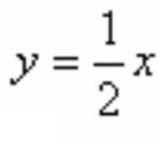 y = 1/2 x